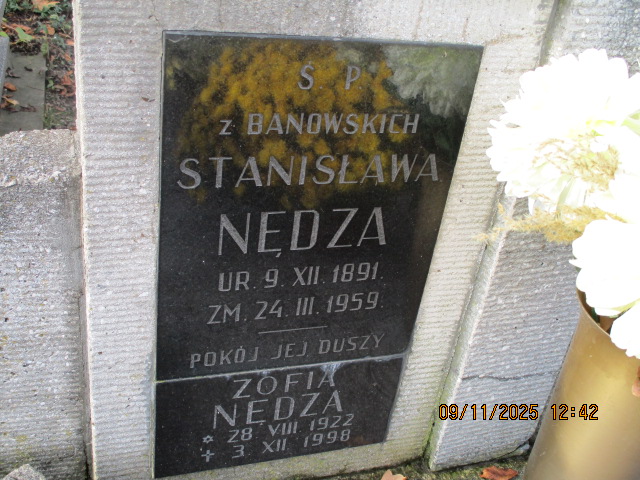 Ś P
z BANOWSKICH
STANISŁAWA
NĘDZA
UR. 9. XII. 1891.
ZM. 24. III. 1959.
POKÓJ JEJ DUSZY
ZOFIA
NĘDZA
* 28 VIII 1922
+ 3. XII 1998
09/11/2025 12:42